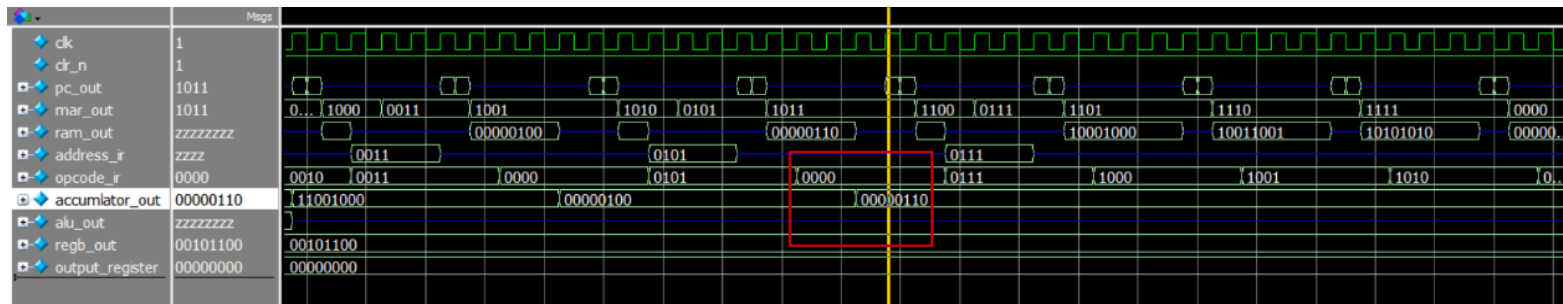 Msgs
clk 1
clr_n 1
pc_out 1011
mar_out 1011 0... 1000 0011 1001 1010 0101 1011 1100 0111 1101 1110 1111 0000
ram_out zzzzzzzz 00000100 00000110 10001000 10011001 10101010 00000...
address_ir zzzz 0011 0101 0111
opcode_ir 0000 0010 0011 0000 0101 0000 0111 1000 1001 1010 0...
accumlator_out 00000110 11001000 00000100 00000110
alu_out zzzzzzzz
regb_out 00101100 00101100
output_register 00000000 00000000